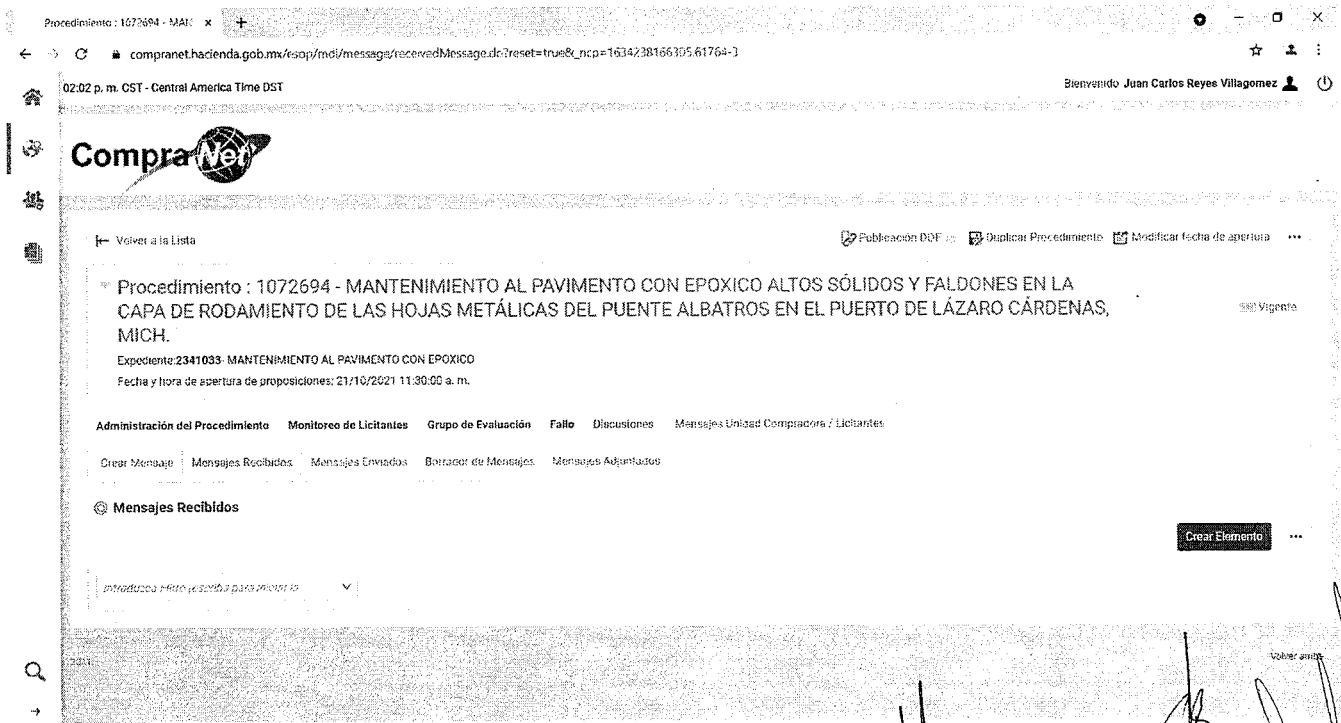 Procedimiento : 1072694 - MAN
compranet.hacienda.gob.mx/esop/mdi/message/receivedMessage.do?reset=true&_ncp=1634238166305.61764-3
02:02 p. m. CST - Central America Time DST
Bienvenido Juan Carlos Reyes Villagomez
CompraNet
Volver a la Lista
Publicación DOF
Duplicar Procedimiento
Modificar fecha de apertura
Procedimiento : 1072694 - MANTENIMIENTO AL PAVIMENTO CON EPOXICO ALTOS SÓLIDOS Y FALDONES EN LA
CAPA DE RODAMIENTO DE LAS HOJAS METÁLICAS DEL PUENTE ALBATROS EN EL PUERTO DE LÁZARO CÁRDENAS,
MICH.
Vigente
Expediente:2341033- MANTENIMIENTO AL PAVIMENTO CON EPOXICO
Fecha y hora de apertura de proposiciones: 21/10/2021 11:30:00 a. m.
Administración del Procedimiento Monitoreo de Licitantes Grupo de Evaluación Fallo Discusiones Mensajes Unidad Compradora / Licitantes
Crear Mensaje Mensajes Recibidos Mensajes Enviados Borrador de Mensajes Mensajes Adjuntados
Mensajes Recibidos
Crear Elemento
Introduzca Filtro (escriba para iniciar la
Volver arriba